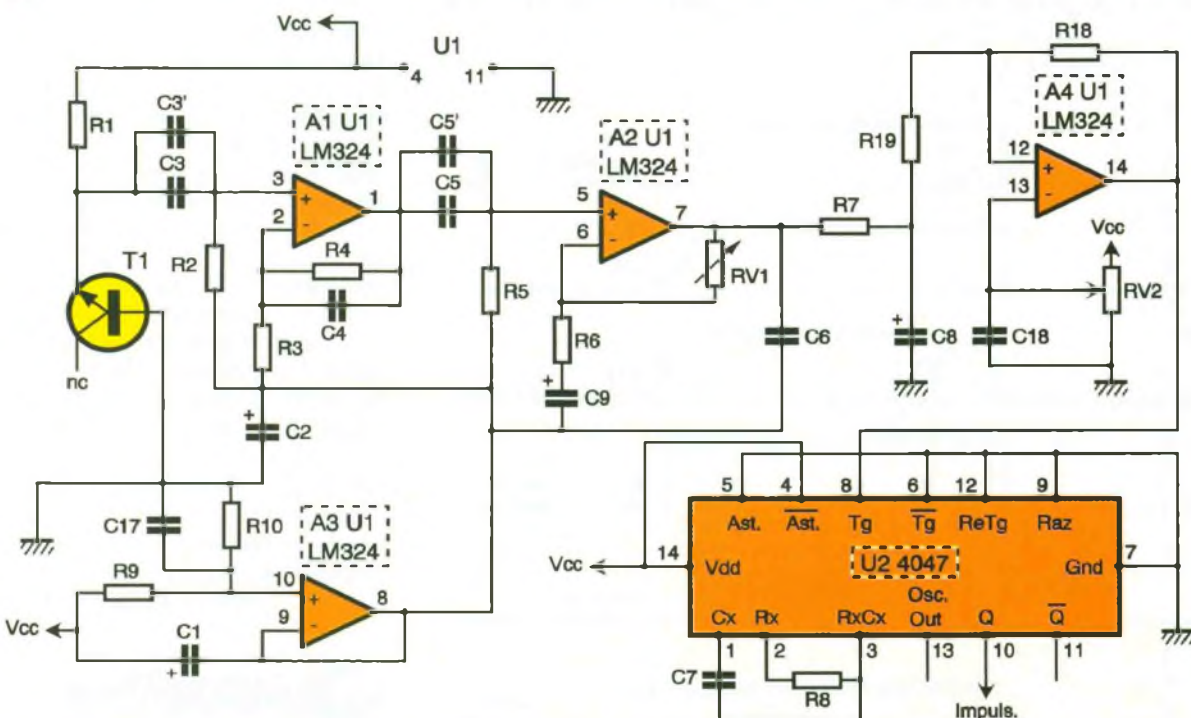 Vcc
U1
4 11
R1
C3'
C3
A1 U1
LM324
3
+
2
-
1
R2
R4
C4
R3
T1
nc
+
C2
C5'
C5
A2 U1
LM324
5
+
6
-
7
RV1
R5
R6
+
C9
C6
R7
R19
R18
A4 U1
LM324
12
+
13
-
14
Vcc
RV2
+
C8
C18
C17
R10
A3 U1
LM324
R9
10
+
9
-
8
Vcc
C1
+
5 4 8 6 12 9
Ast. Ast. Tg Tg ReTg Raz
Vcc
14
Vdd
U2 4047
Gnd
7
Osc.
Cx Rx RxCx Out Q Q
1 2 3 13 10 11
C7
R8
Impuls.